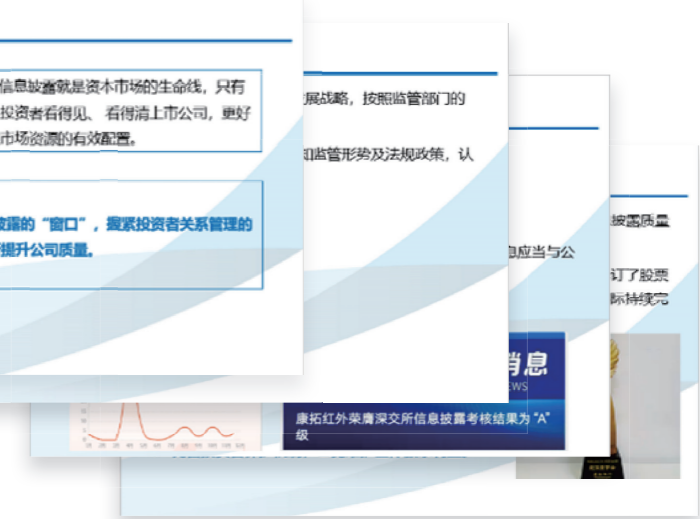 信息披露就是资本市场的生命线，只有
投资者看得见、 看得清上市公司，更好
市场资源的有效配置。
披露的“窗口”，握紧投资者关系管理的
提升公司质量。
展战略，按照监管部门的
监管形势及法规政策，认
息应当与公
消息
EWS
康拓红外荣膺深交所信息披露考核结果为“A”
级
披露质量
订了股票
际持续完